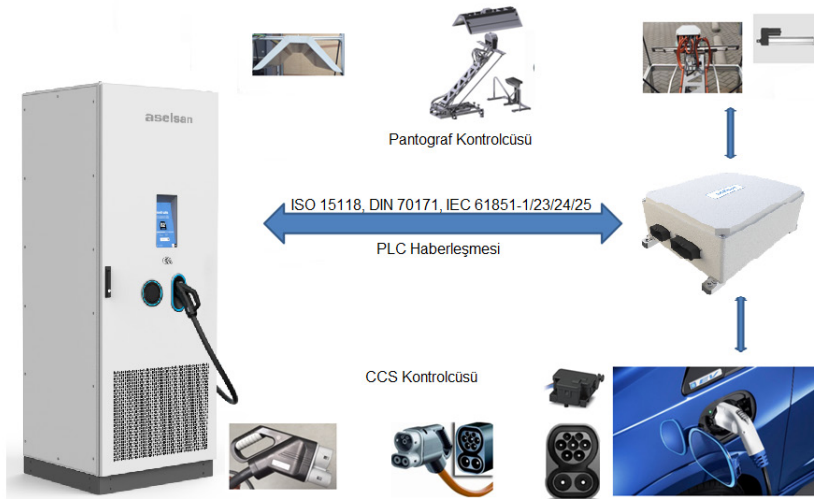 aselsan
Pantograf Kontrolcüsü
ISO 15118, DIN 70171, IEC 61851-1/23/24/25
PLC Haberleşmesi
CCS Kontrolcüsü